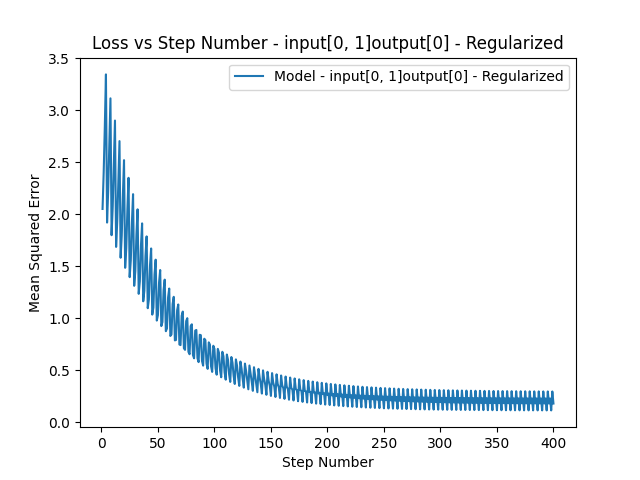 Loss vs Step Number - input[0, 1]output[0] - Regularized
Model - input[0, 1]output[0] - Regularized
Mean Squared Error
3.5
3.0
2.5
2.0
1.5
1.0
0.5
0.0
0 50 100 150 200 250 300 350 400
Step Number